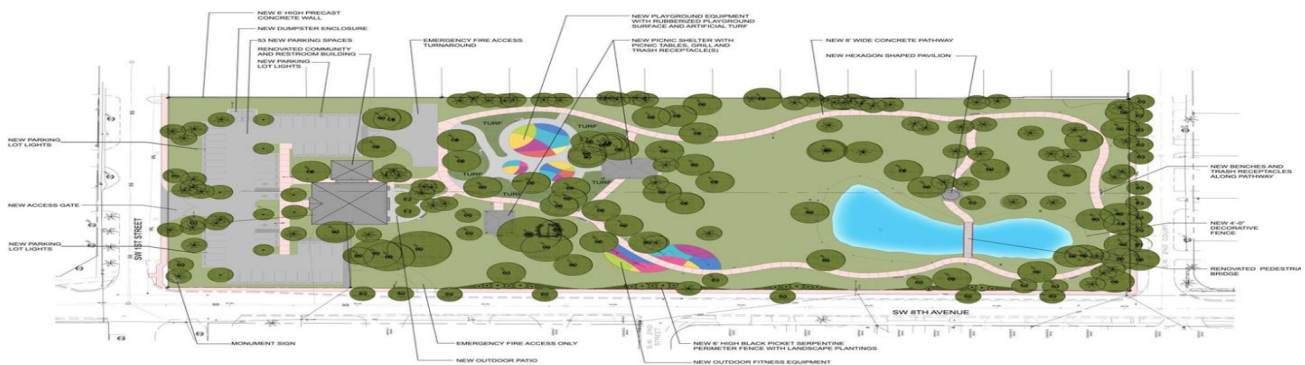 NEW 6' HIGH PRECAST
CONCRETE WALL
NEW DUMPSTER ENCLOSURE
53 NEW PARKING SPACES
RENOVATED COMMUNITY
AND RESTROOM BUILDING
NEW PARKING
LOT LIGHTS
EMERGENCY FIRE ACCESS
TURNAROUND
NEW PLAYGROUND EQUIPMENT
WITH RUBBERIZED PLAYGROUND
SURFACE AND ARTIFICIAL TURF
NEW PICNIC SHELTER WITH
PICNIC TABLES, GRILL AND
TRASH RECEPTACLE(S)
NEW 8' WIDE CONCRETE PATHWAY
NEW HEXAGON SHAPED PAVILION
NEW PARKING
LOT LIGHTS
NEW ACCESS GATE
NEW PARKING
LOT LIGHTS
SW 1ST STREET
TURF
TURF
TURF
TURF
TURF
NEW BENCHES AND
TRASH RECEPTACLES
ALONG PATHWAY
NEW 4'-0"
DECORATIVE
FENCE
RENOVATED PEDESTRIA
BRIDGE
SW 8TH AVENUE
S.W. 2ND
STREET
S.W. 2ND COURT
MONUMENT SIGN
EMERGENCY FIRE ACCESS ONLY
NEW OUTDOOR PATIO
NEW 6' HIGH BLACK PICKET SERPENTINE
PERIMETER FENCE WITH LANDSCAPE PLANTINGS
NEW OUTDOOR FITNESS EQUIPMENT